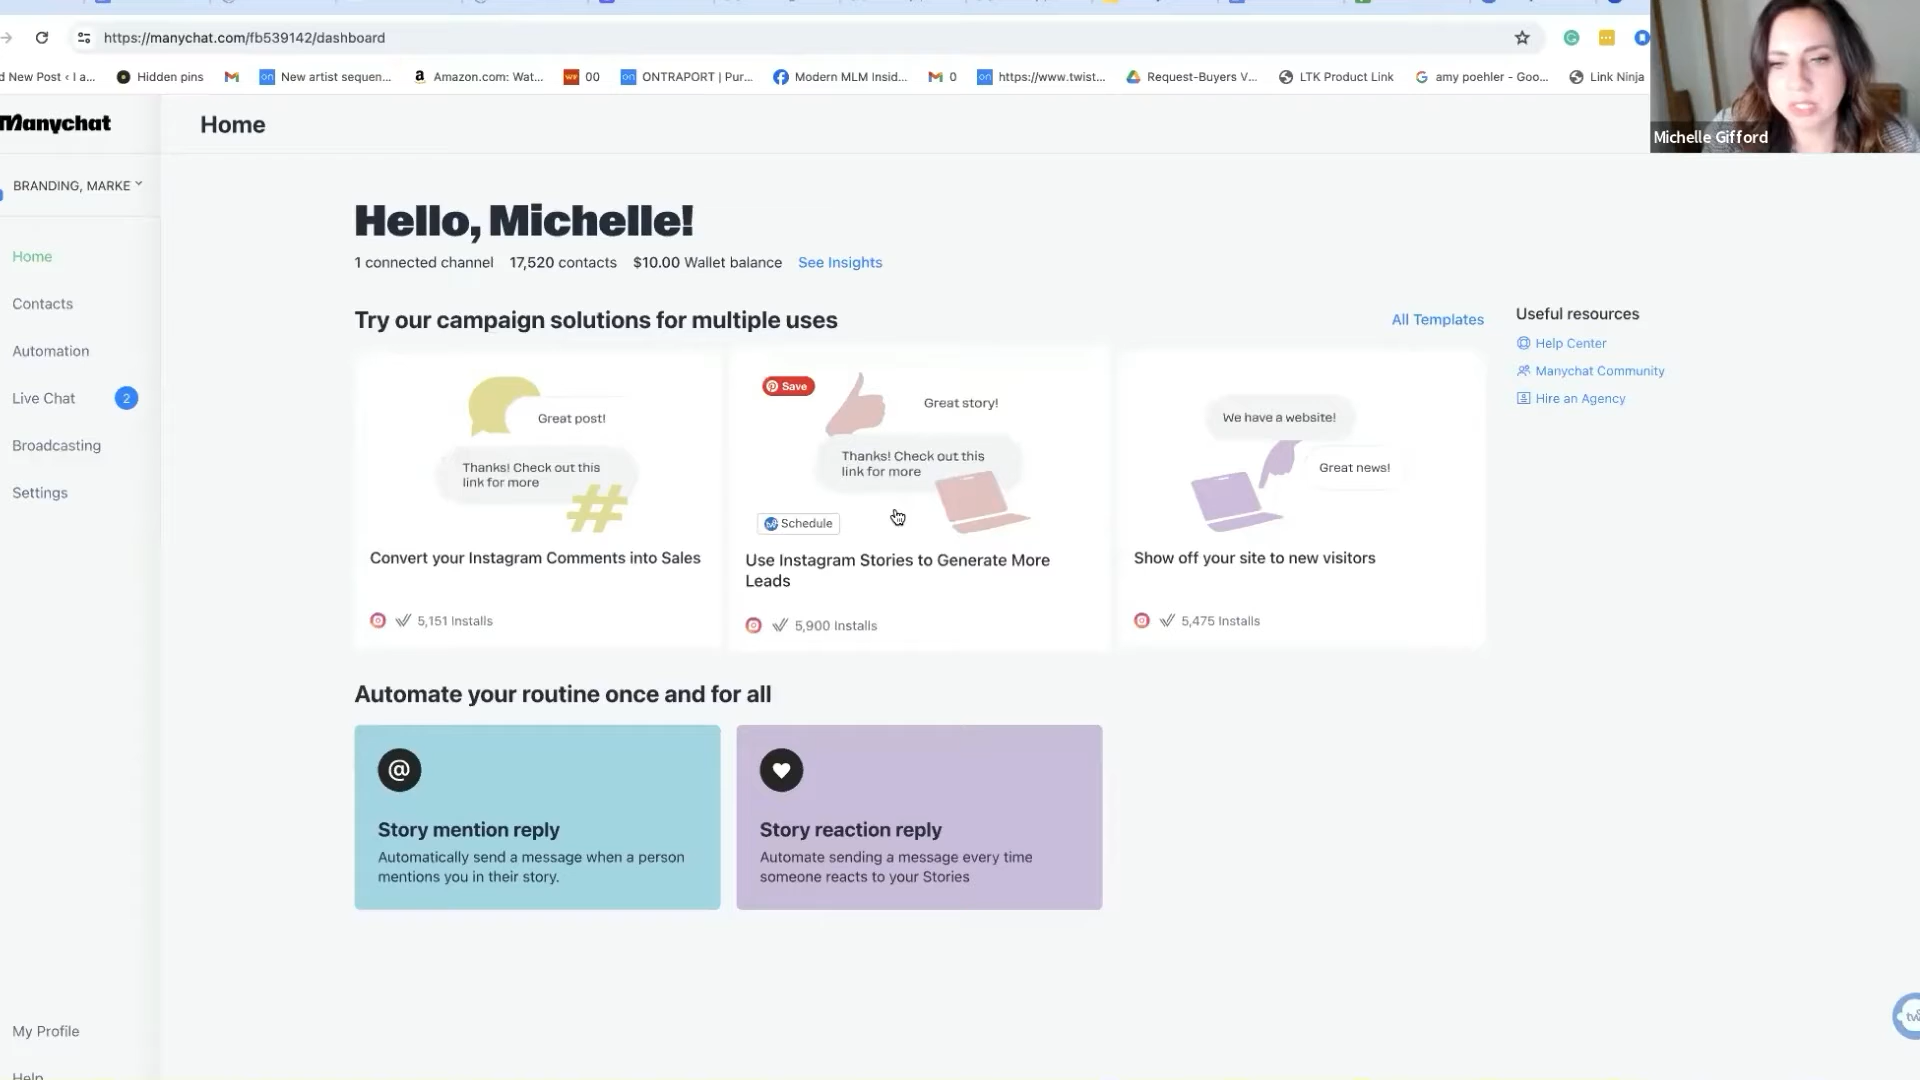 https://manychat.com/fb539142/dashboard
d New Post ‹ I a...
Hidden pins
New artist sequen...
Amazon.com: Wat...
00
ONTRAPORT | Pur...
Modern MLM Insid...
0
https://www.twist...
Request-Buyers V...
LTK Product Link
amy poehler - Goo...
Link Ninja
Michelle Gifford
Manychat
Home
BRANDING, MARKE
Home
Contacts
Automation
Live Chat
2
Broadcasting
Settings
My Profile
Help
Hello, Michelle!
1 connected channel 17,520 contacts $10.00 Wallet balance See Insights
Try our campaign solutions for multiple uses
All Templates
Great post!
Thanks! Check out this
link for more
Convert your Instagram Comments into Sales
5,151 Installs
Save
Great story!
Thanks! Check out this
link for more
Schedule
Use Instagram Stories to Generate More
Leads
5,900 Installs
We have a website!
Great news!
Show off your site to new visitors
5,475 Installs
Useful resources
Help Center
Manychat Community
Hire an Agency
Automate your routine once and for all
@
Story mention reply
Automatically send a message when a person
mentions you in their story.
Story reaction reply
Automate sending a message every time
someone reacts to your Stories